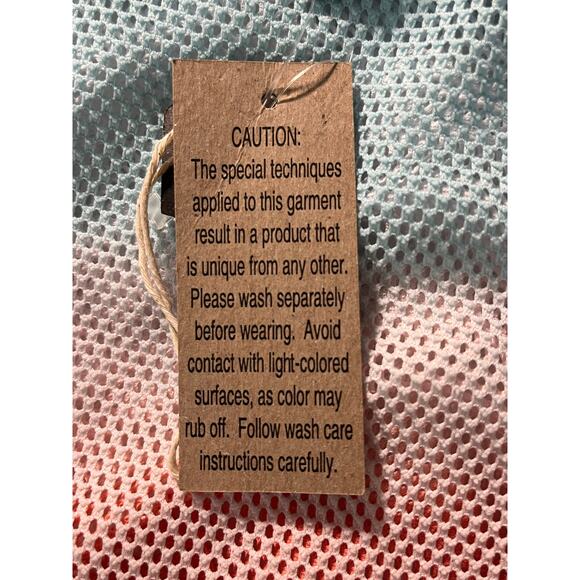 CAUTION:
The special techniques
applied to this garment
result in a product that
is unique from any other.
Please wash separately
before wearing. Avoid
contact with light-colored
surfaces, as color may
rub off. Follow wash care
instructions carefully.